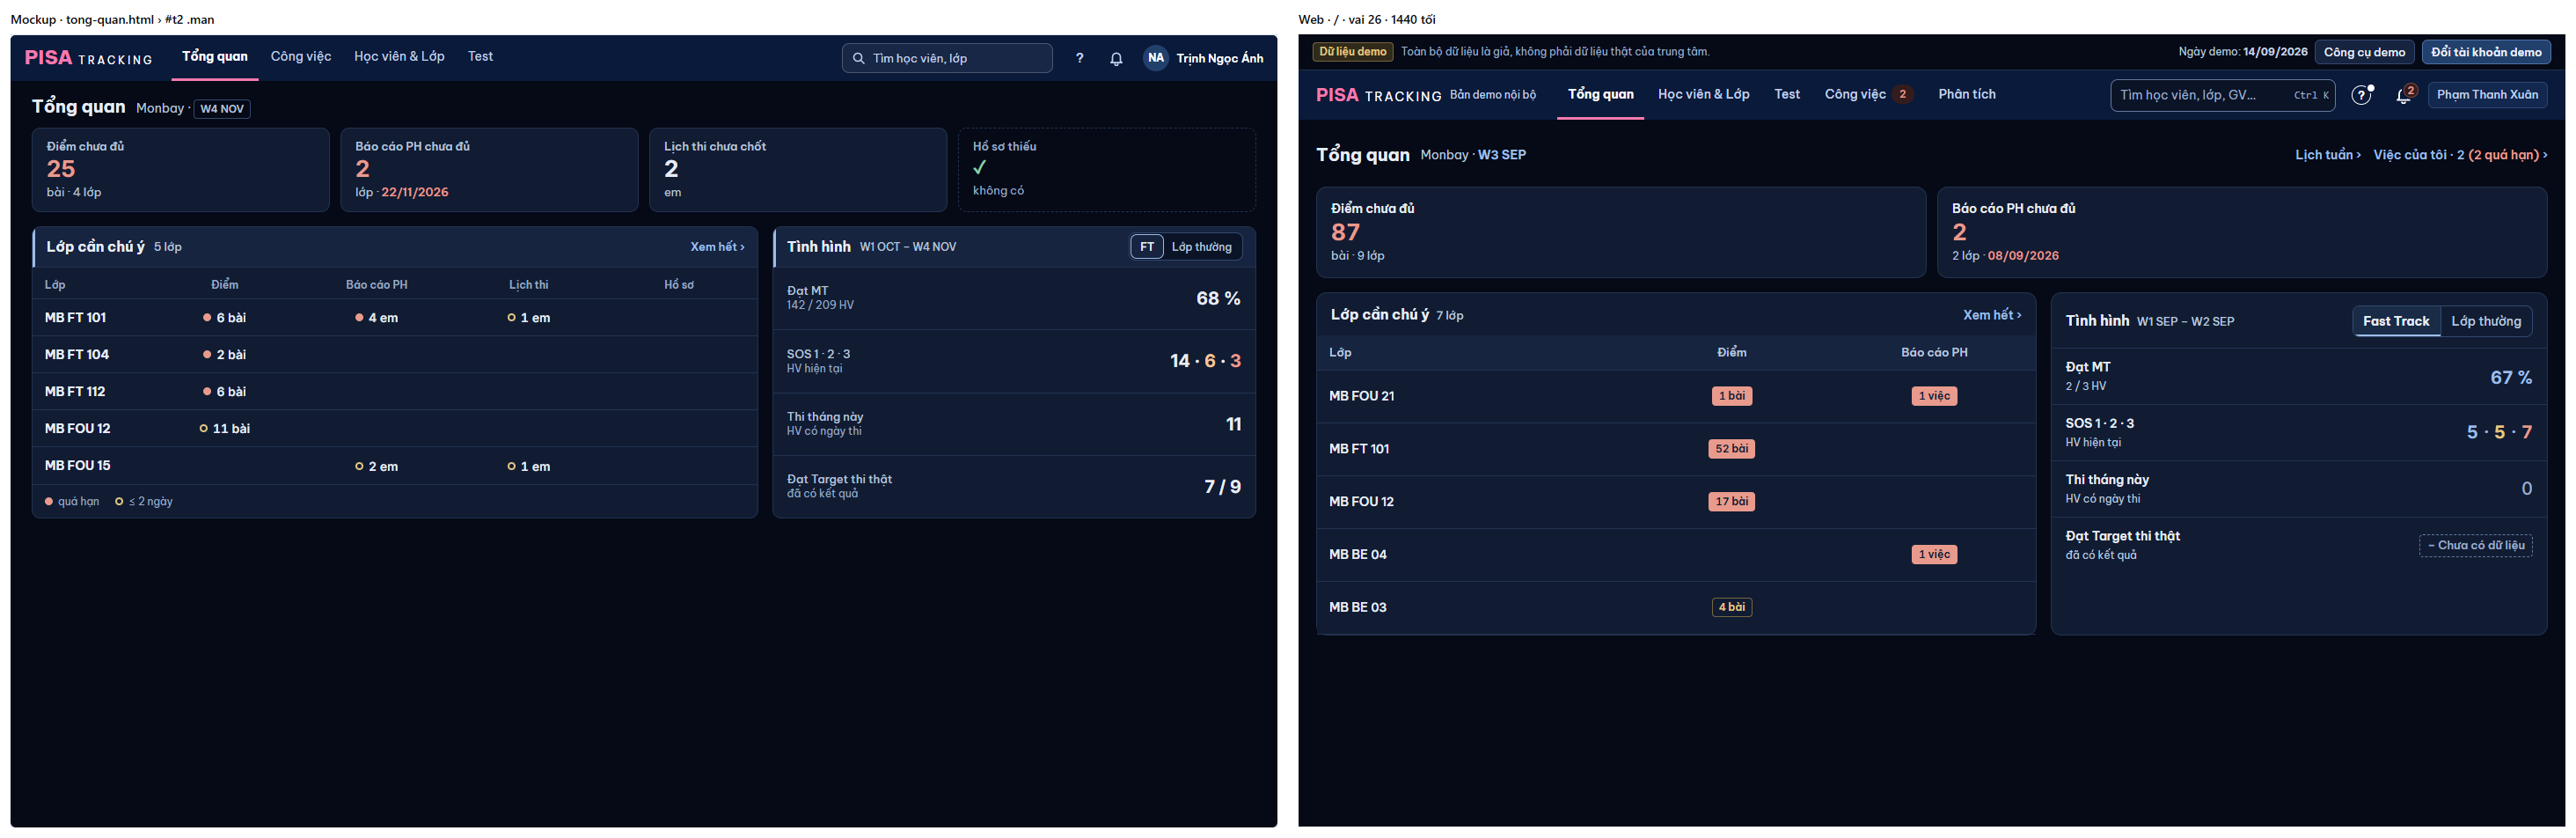 Mockup · tong-quan.html › #t2 .man
PISA TRACKING Tổng quan Công việc Học viên & Lớp Test Tìm học viên, lớp ? NA Trịnh Ngọc Ánh
Tổng quan Monbay · W4 NOV
Điểm chưa đủ
25
bài · 4 lớp
Báo cáo PH chưa đủ
2
lớp · 22/11/2026
Lịch thi chưa chốt
2
em
Hồ sơ thiếu
✓
không có
Lớp cần chú ý 5 lớp Xem hết ›
Lớp Điểm Báo cáo PH Lịch thi Hồ sơ
MB FT 101 6 bài 4 em 1 em
MB FT 104 2 bài
MB FT 112 6 bài
MB FOU 12 11 bài
MB FOU 15 2 em 1 em
quá hạn ≤ 2 ngày
Tình hình W1 OCT – W4 NOV FT Lớp thường
Đạt MT
142 / 209 HV
68 %
SOS 1 · 2 · 3
HV hiện tại
14 · 6 · 3
Thi tháng này
HV có ngày thi
11
Đạt Target thi thật
đã có kết quả
7 / 9
Web · / · vai 26 · 1440 tối
Dữ liệu demo Toàn bộ dữ liệu là giả, không phải dữ liệu thật của trung tâm. Ngày demo: 14/09/2026 Công cụ demo Đổi tài khoản demo
PISA TRACKING Bản demo nội bộ Tổng quan Học viên & Lớp Test Công việc 2 Phân tích Tìm học viên, lớp, GV... Ctrl K ? 2 Phạm Thanh Xuân
Tổng quan Monbay · W3 SEP Lịch tuần › Việc của tôi · 2 (2 quá hạn) ›
Điểm chưa đủ
87
bài · 9 lớp
Báo cáo PH chưa đủ
2
2 lớp · 08/09/2026
Lớp cần chú ý 7 lớp Xem hết ›
Lớp Điểm Báo cáo PH
MB FOU 21 1 bài 1 việc
MB FT 101 52 bài
MB FOU 12 17 bài
MB BE 04 1 việc
MB BE 03 4 bài
Tình hình W1 SEP – W2 SEP Fast Track Lớp thường
Đạt MT
2 / 3 HV
67 %
SOS 1 · 2 · 3
HV hiện tại
5 · 5 · 7
Thi tháng này
HV có ngày thi
0
Đạt Target thi thật
đã có kết quả
– Chưa có dữ liệu